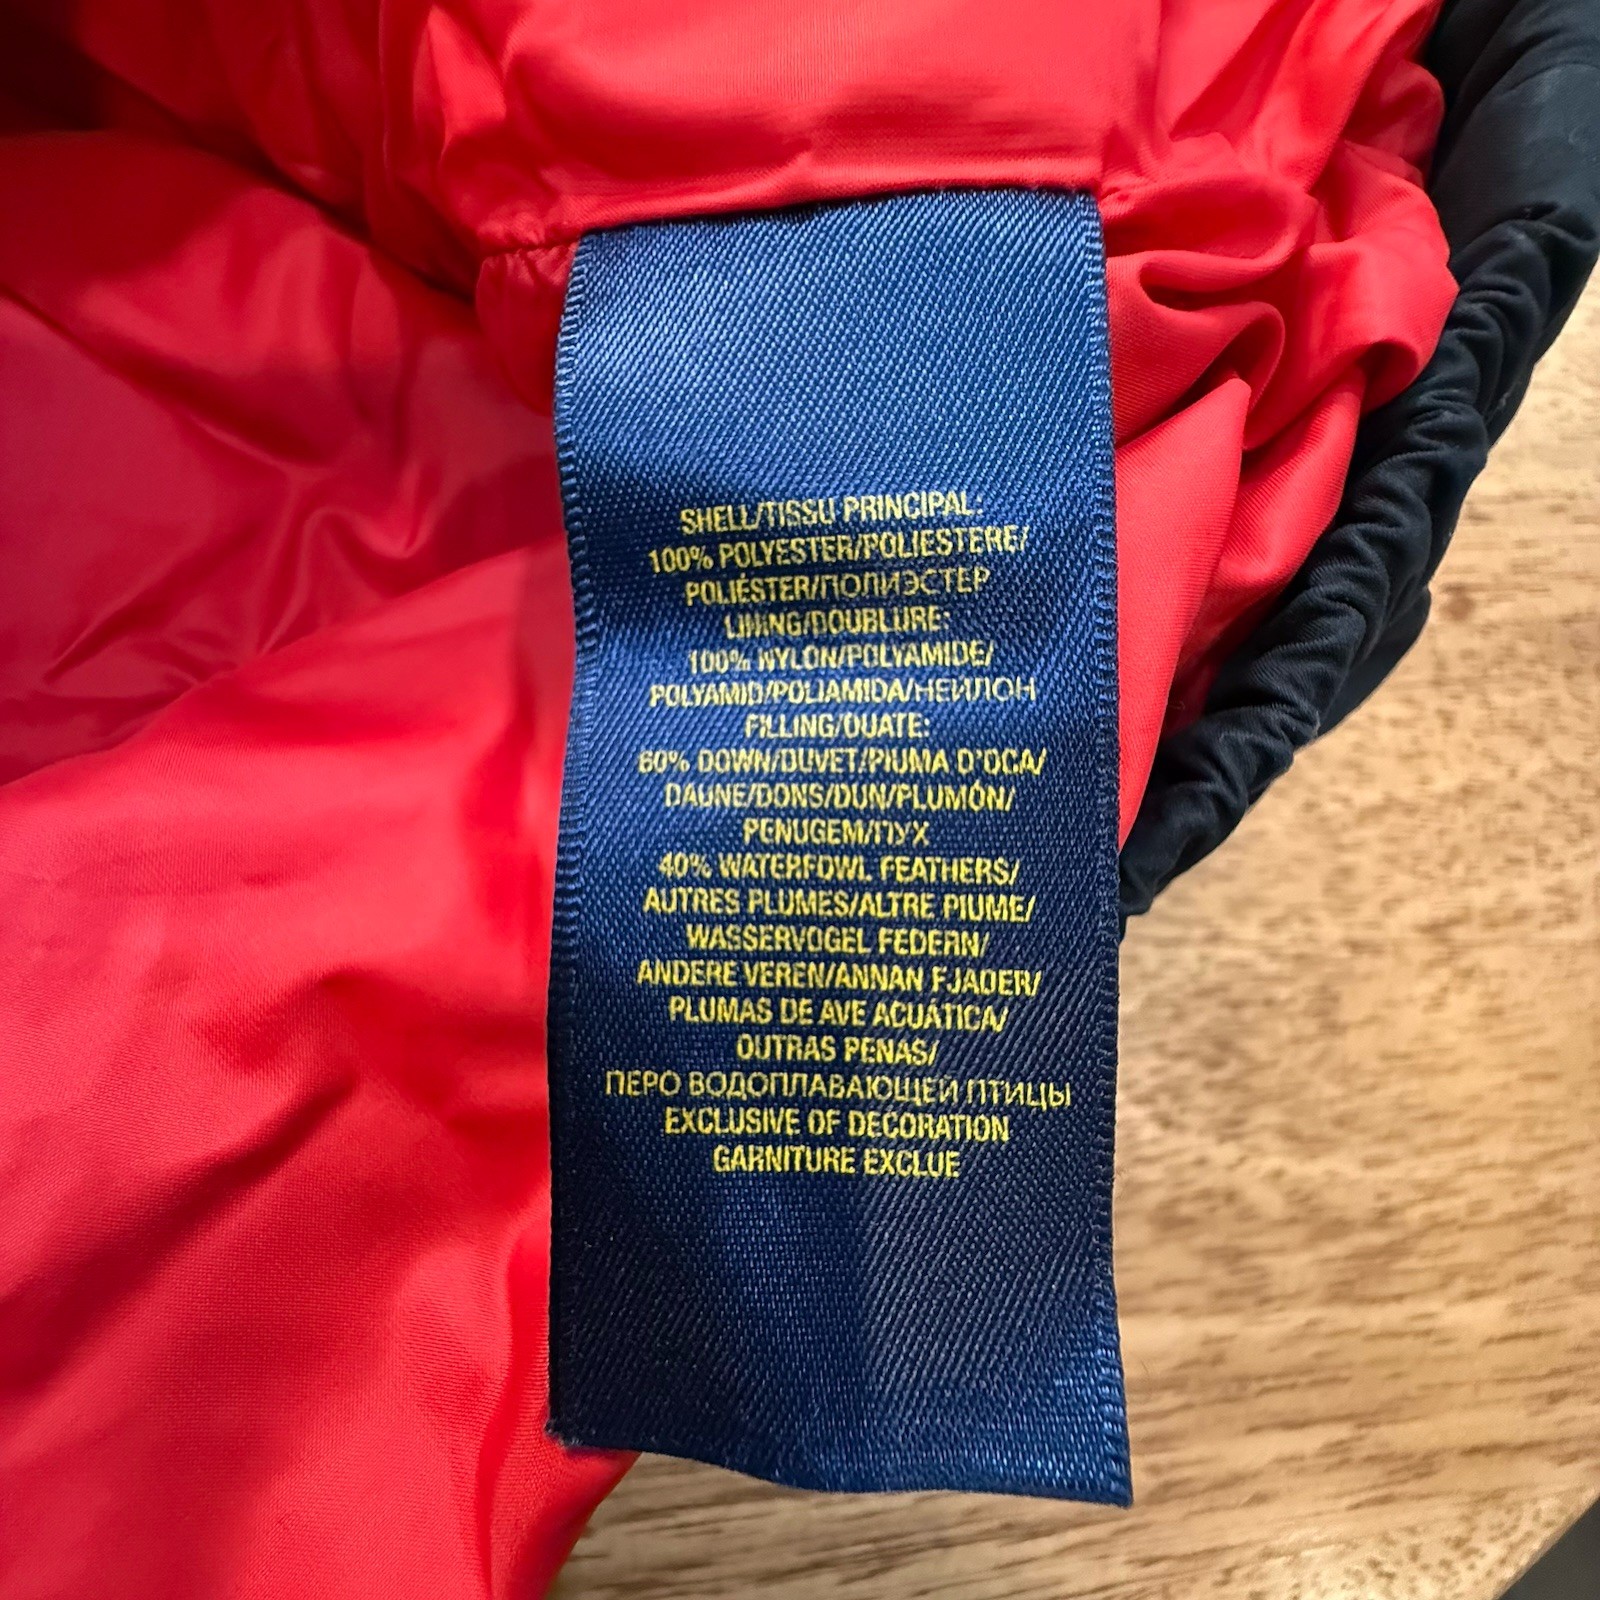 SHELL/TISSU PRINCIPAL:
100% POLYESTER/POLIESTERE/
POLIÉSTER/ПОЛИЭСТЕР
LINING/DOUBLURE:
100% NYLON/POLYAMIDE/
POLYAMID/POLIAMIDA/НЕЙЛОН
FILLING/OUATE:
60% DOWN/DUVET/PIUMA D'OCA/
DAUNE/DONS/DUN/PLUMÓN/
PENUGEM/ПУХ
40% WATERFOWL FEATHERS/
AUTRES PLUMES/ALTRE PIUME/
WASSERVOGEL FEDERN/
ANDERE VEREN/ANNAN FJADER/
PLUMAS DE AVE ACUÁTICA/
OUTRAS PENAS/
ПЕРО ВОДОПЛАВАЮЩЕЙ ПТИЦЫ
EXCLUSIVE OF DECORATION
GARNITURE EXCLUE